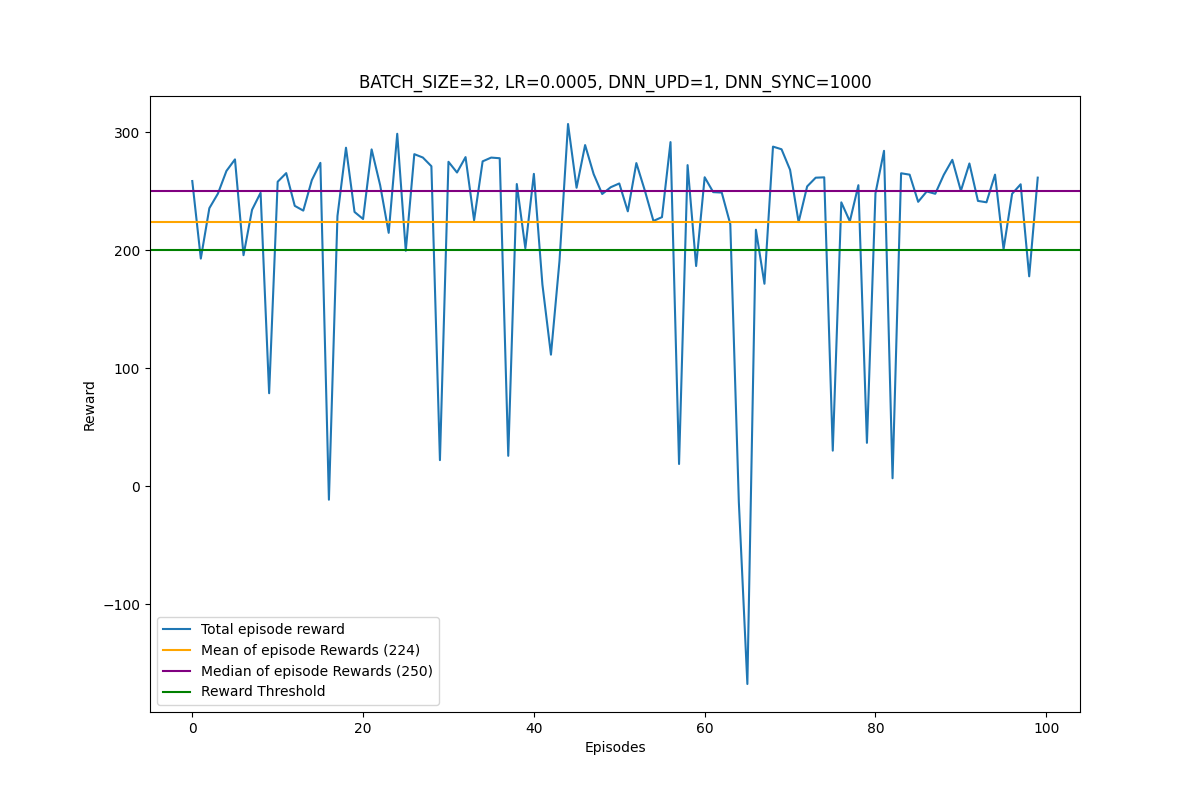 BATCH_SIZE=32, LR=0.0005, DNN_UPD=1, DNN_SYNC=1000
300
200
100
0
−100
Reward
Total episode reward
Mean of episode Rewards (224)
Median of episode Rewards (250)
Reward Threshold
0 20 40 60 80 100
Episodes